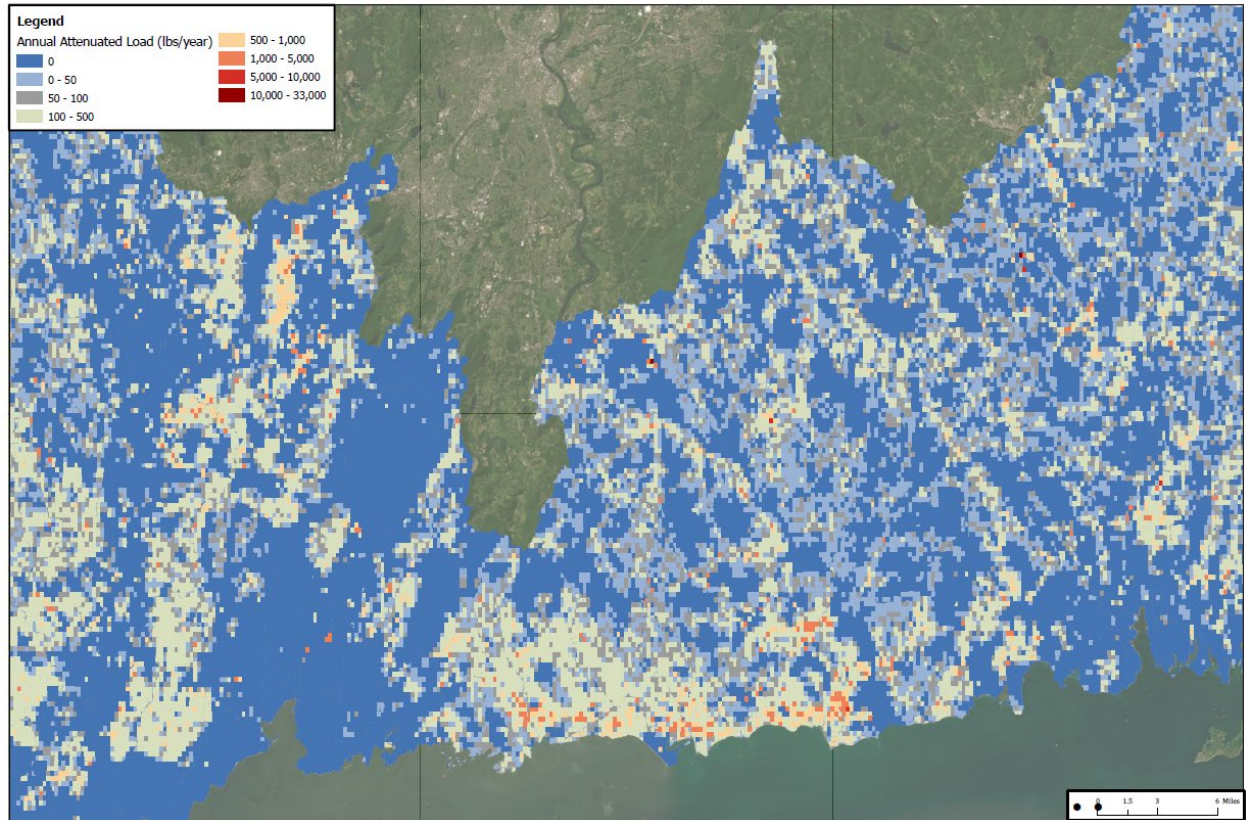 Legend
Annual Attenuated Load (lbs/year)
0
0 - 50
50 - 100
100 - 500
500 - 1,000
1,000 - 5,000
5,000 - 10,000
10,000 - 33,000
0 1.5 3 6 Miles